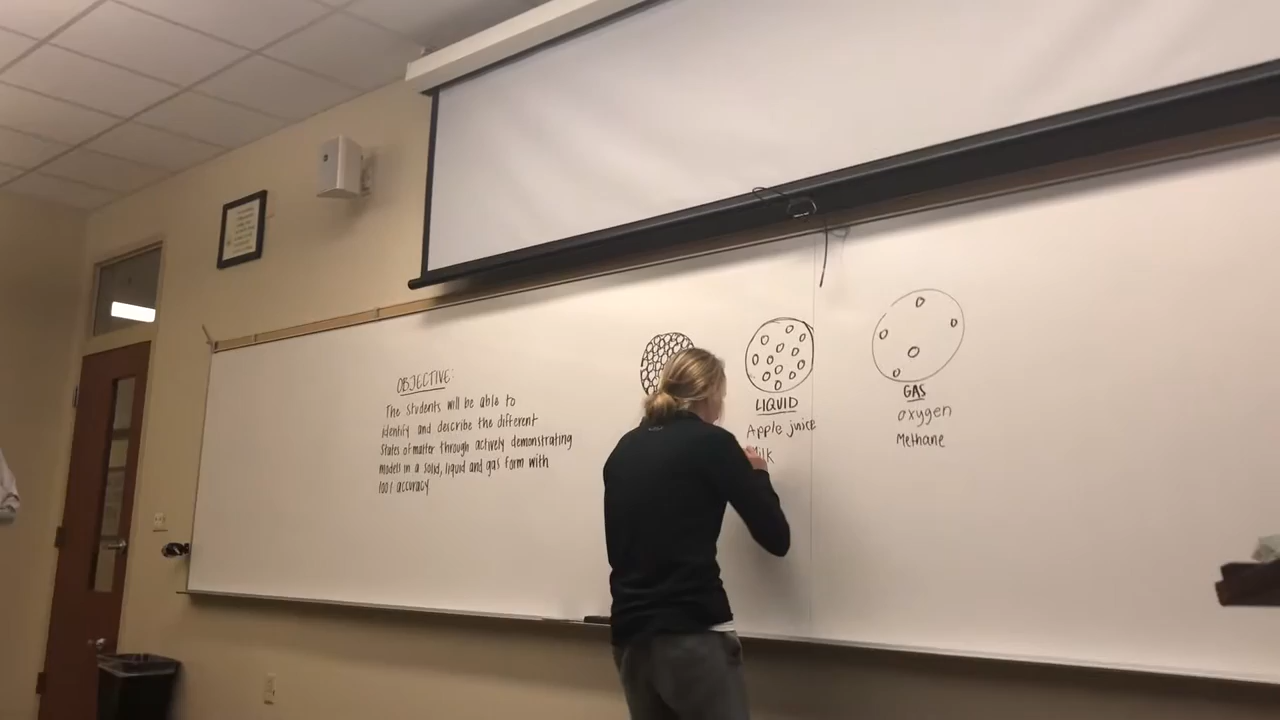 OBJECTIVE:
The Students will be able to
identify and describe the different
States of matter through actively demonstrating
models in a solid, liquid and gas form with
100% accuracy
LIQUID
Apple juice
Milk
GAS
oxygen
Methane